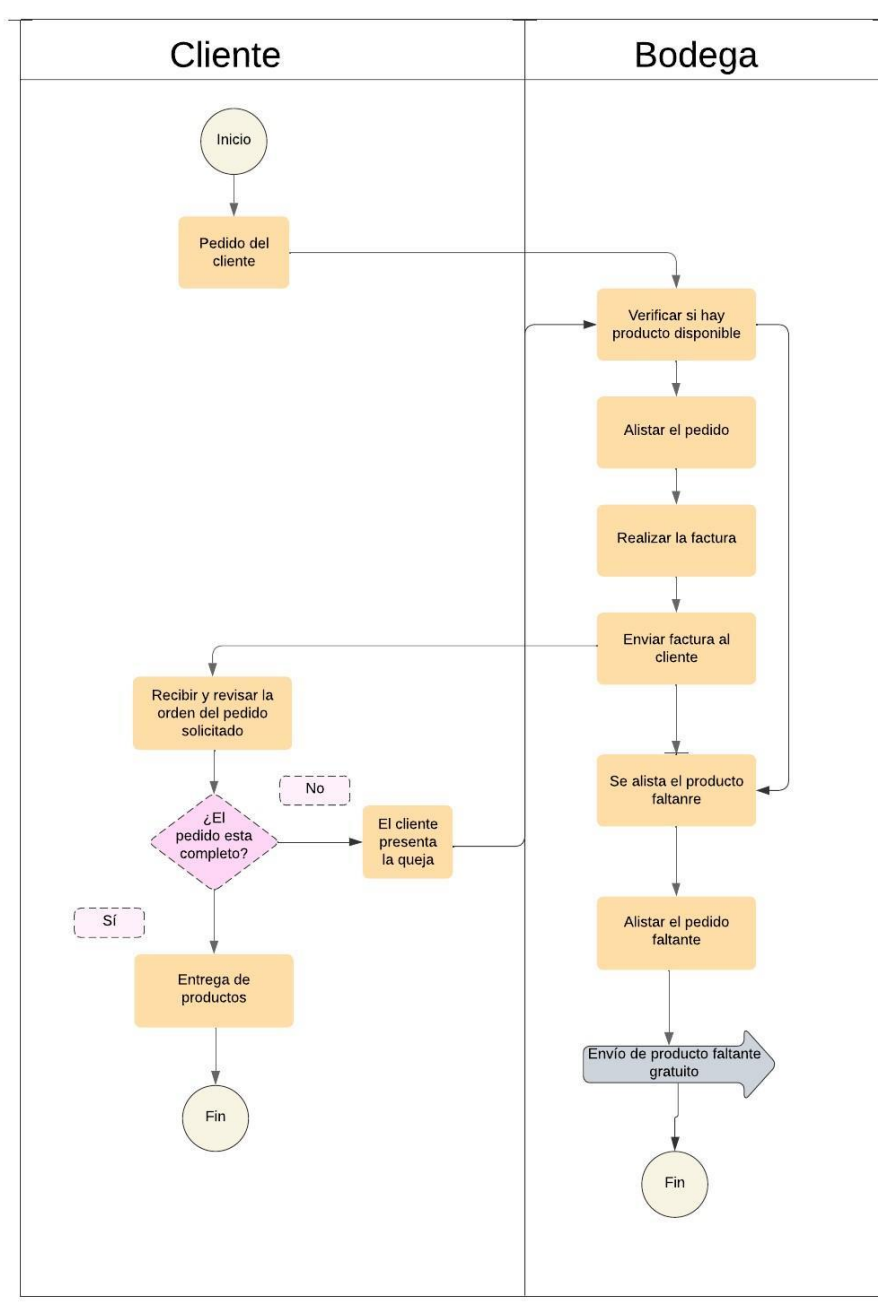 Cliente
Bodega
Inicio
Pedido del
cliente
Verificar si hay
producto disponible
Alistar el pedido
Realizar la factura
Enviar factura al
cliente
Recibir y revisar la
orden del pedido
solicitado
No
¿El
pedido esta
completo?
El cliente
presenta
la queja
Se alista el producto
faltanre
Sí
Alistar el pedido
faltante
Entrega de
productos
Envío de producto faltante
gratuito
Fin
Fin